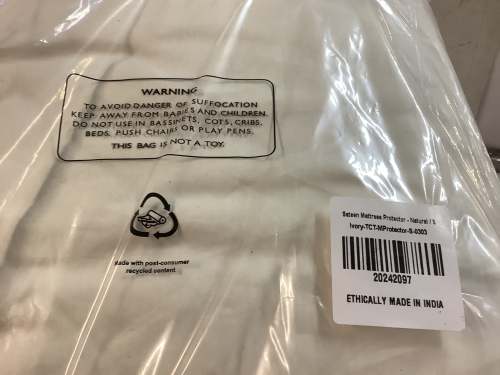 WARNING
TO AVOID DANGER OF SUFFOCATION
KEEP AWAY FROM BABIES AND CHILDREN.
DO NOT USE IN BASSINETS, COTS, CRIBS,
BEDS, PUSH CHAIRS OR PLAY PENS.
THIS BAG IS NOT A TOY.
Made with post-consumer
recycled content
Sateen Mattress Protector - Natural / S
Ivory-TCT-MProtector-S-0303
20242097
ETHICALLY MADE IN INDIA